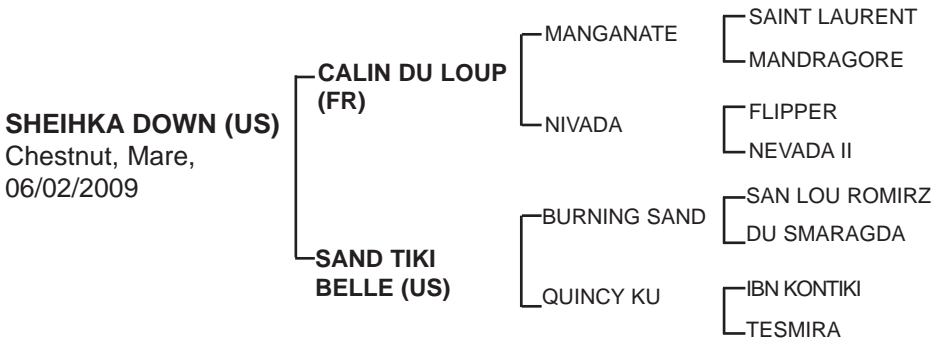 SHEIHKA DOWN (US)
Chestnut, Mare,
06/02/2009
CALIN DU LOUP
(FR)
SAND TIKI
BELLE (US)
MANGANATE
NIVADA
BURNING SAND
QUINCY KU
SAINT LAURENT
MANDRAGORE
FLIPPER
NEVADA II
SAN LOU ROMIRZ
DU SMARAGDA
IBN KONTIKI
TESMIRA